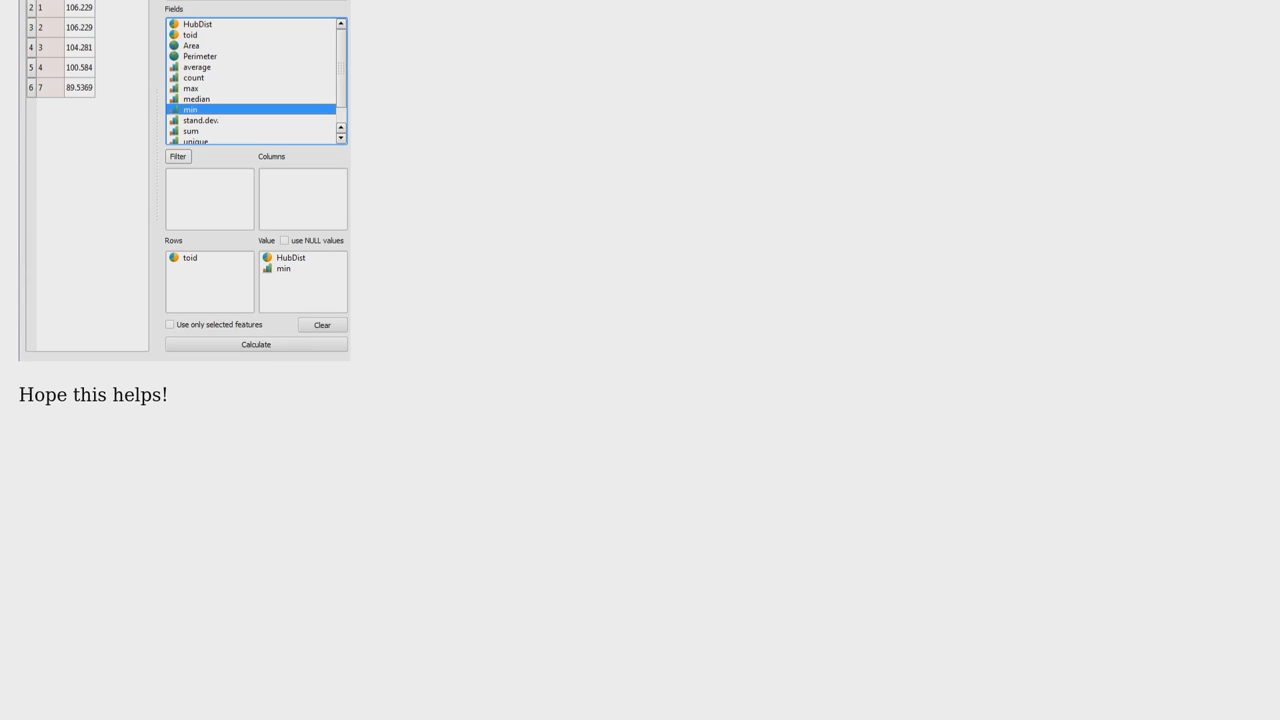 2 1 106.229
3 2 106.229
4 3 104.281
5 4 100.584
6 7 89.5369
Fields
HubDist
toid
Area
Perimeter
average
count
max
median
min
stand.dev.
sum
unique
Filter Columns
Rows Value use NULL values
toid HubDist
min
Use only selected features Clear
Calculate
Hope this helps!